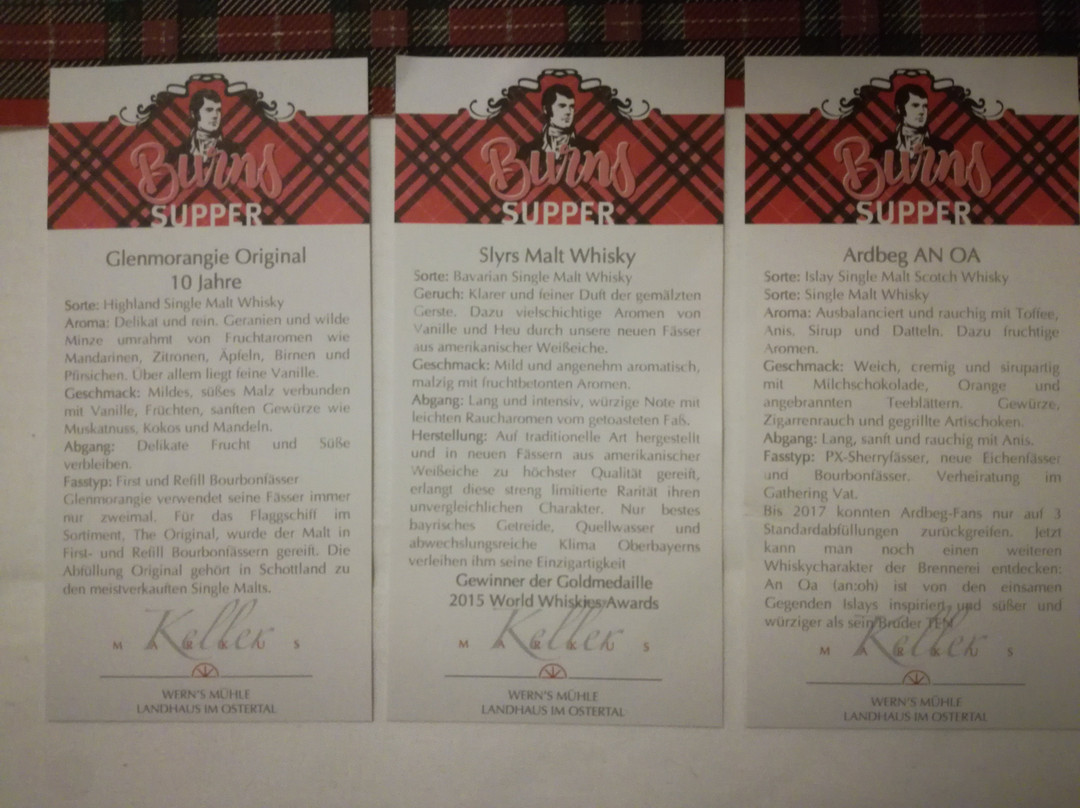 Burns
SUPPER
Glenmorangie Original
10 Jahre
Sorte: Highland Single Malt Whisky
Aroma: Delikat und rein. Geranien und wilde
Minze umrahmt von Fruchtaromen wie
Mandarinen, Zitronen, Äpfeln, Birnen und
Pfirsichen. Über allem liegt feine Vanille.
Geschmack: Mildes, süßes Malz verbunden
mit Vanille, Früchten, sanften Gewürze wie
Muskatnuss, Kokos und Mandeln.
Abgang: Delikate Frucht und Süße
verbleiben.
Fasstyp: First und Refill Bourbonfässer
Glenmorangie verwendet seine Fässer immer
nur zweimal. Für das Flaggschiff im
Sortiment, The Original, wurde der Malt in
First- und Refill Bourbonfässern gereift. Die
Abfüllung Original gehört in Schottland zu
den meistverkauften Single Malts.
Keller
MARKUS
WERN'S MÜHLE
LANDHAUS IM OSTERTAL
Burns
SUPPER
Slyrs Malt Whisky
Sorte: Bavarian Single Malt Whisky
Geruch: Klarer und feiner Duft der gemälzten
Gerste. Dazu vielschichtige Aromen von
Vanille und Heu durch unsere neuen Fässer
aus amerikanischer Weißeiche.
Geschmack: Mild und angenehm aromatisch,
malzig mit fruchtbetonten Aromen.
Abgang: Lang und intensiv, würzige Note mit
leichten Raucharomen vom getoasteten Faß.
Herstellung: Auf traditionelle Art hergestellt
und in neuen Fässern aus amerikanischer
Weißeiche zu höchster Qualität gereift,
erlangt diese streng limitierte Rarität ihren
unvergleichlichen Charakter. Nur bestes
bayrisches Getreide, Quellwasser und
abwechslungsreiche Klima Oberbayerns
verleihen ihm seine Einzigartigkeit
Gewinner der Goldmedaille
2015 World Whiskies Awards
Keller
MARKUS
WERN'S MÜHLE
LANDHAUS IM OSTERTAL
Burns
SUPPER
Ardbeg AN OA
Sorte: Islay Single Malt Scotch Whisky
Sorte: Single Malt Whisky
Aroma: Ausbalanciert und rauchig mit Toffee,
Anis, Sirup und Datteln. Dazu fruchtige
Aromen.
Geschmack: Weich, cremig und sirupartig
mit Milchschokolade, Orange und
angebrannten Teeblättern. Gewürze,
Zigarrenrauch und gegrillte Artischoken.
Abgang: Lang, sanft und rauchig mit Anis.
Fasstyp: PX-Sherryfässer, neue Eichenfässer
und Bourbonfässer. Verheiratung im
Gathering Vat.
Bis 2017 konnten Ardbeg-Fans nur auf 3
Standardabfüllungen zurückgreifen. Jetzt
kann man noch einen weiteren
Whiskycharakter der Brennerei entdecken:
An Oa (an:oh) ist von den einsamen
Gegenden Islays inspiriert und süßer und
würziger als sein Bruder TEN
Keller
MARKUS
WERN'S MÜHLE
LANDHAUS IM OSTERTAL